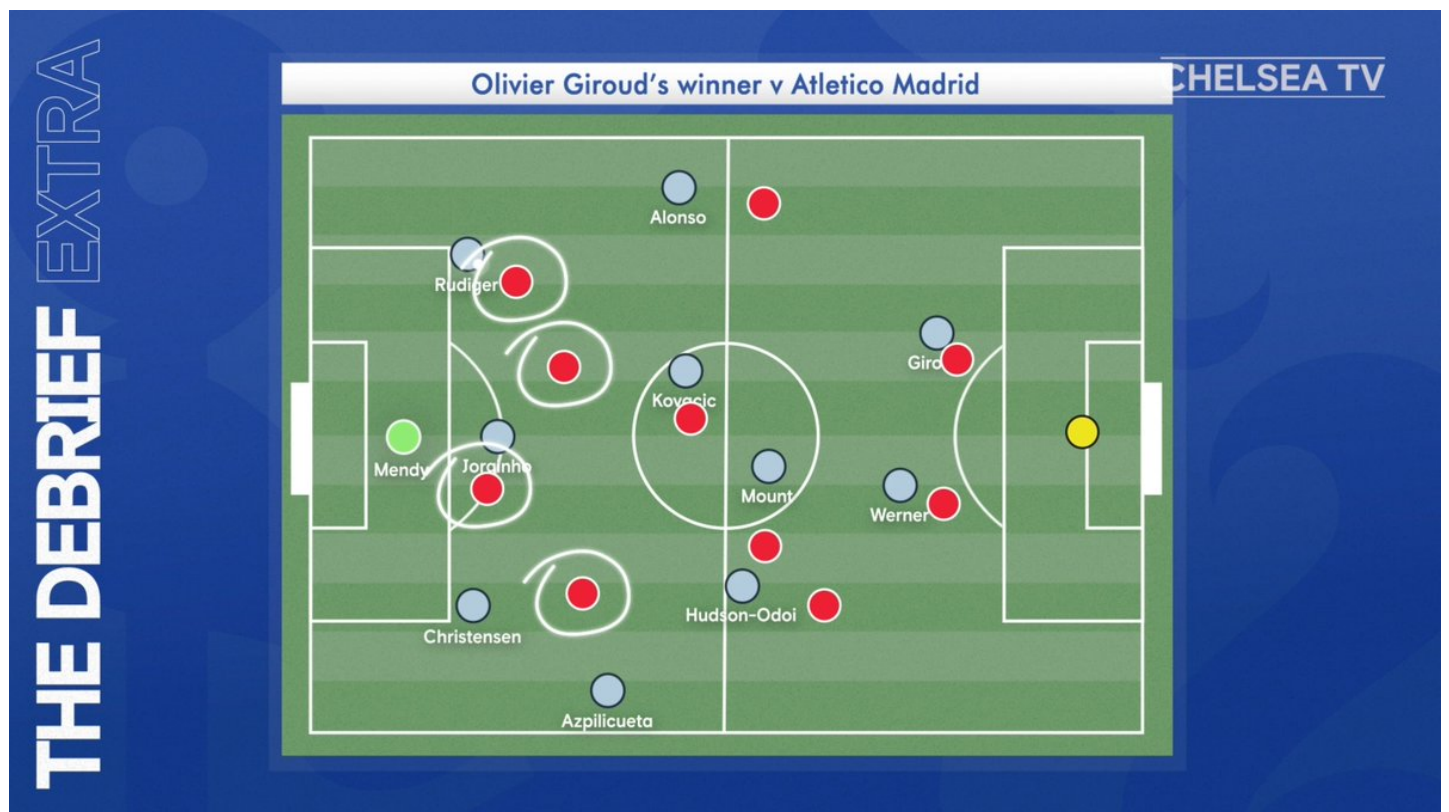 THE DEBRIEF EXTRA
Olivier Giroud's winner v Atletico Madrid
CHELSEA TV
Alonso
Rudiger
Giro
Kovacic
Mendy
Jorginho
Mount
Werner
Hudson-Odoi
Christensen
Azpilicueta